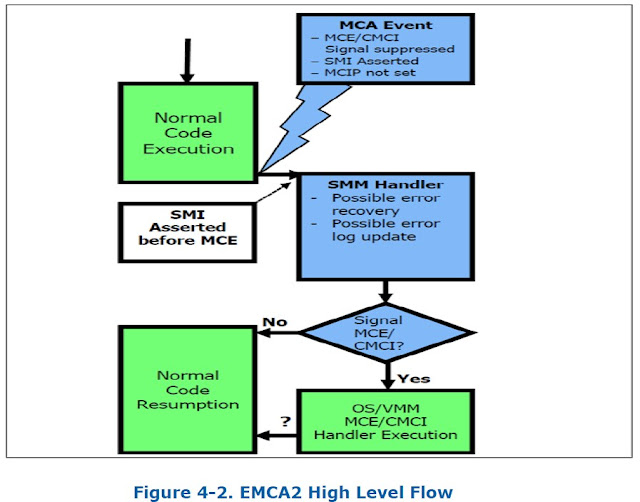 MCA Event
– MCE/CMCI
Signal suppressed
– SMI Asserted
– MCIP not set
Normal
Code
Execution
SMM Handler
- Possible error
recovery
- Possible error
log update
SMI
Asserted
before MCE
Signal
MCE/
CMCI?
No
Yes
Normal
Code
Resumption
OS/VMM
MCE/CMCI
Handler Execution
?
Figure 4-2. EMCA2 High Level Flow